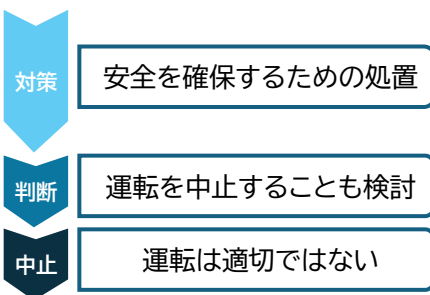 対策
安全を確保するための処置
判断
運転を中止することも検討
中止
運転は適切ではない